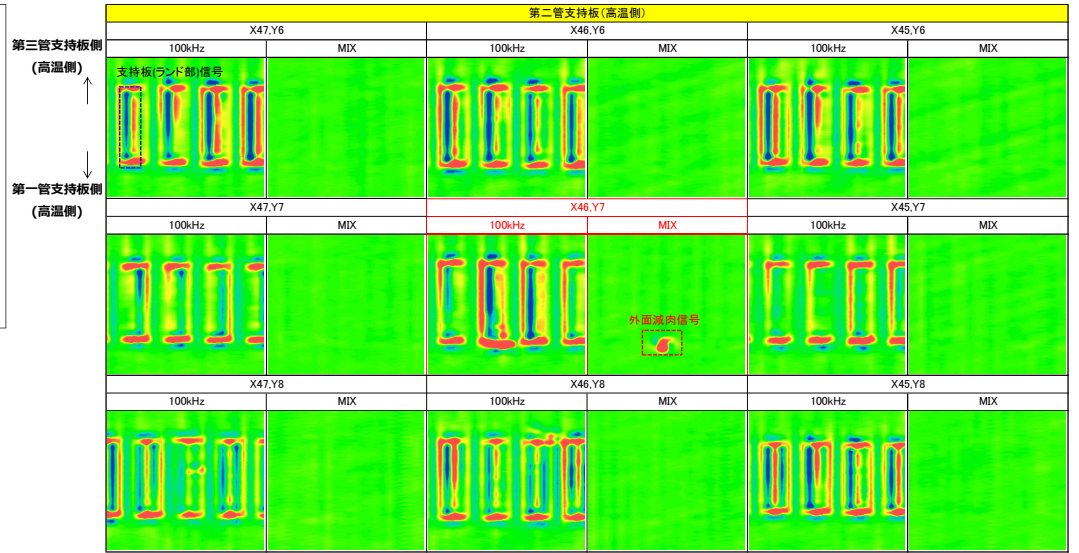 第二管支持板(高温側)
X47,Y6 X46,Y6 X45,Y6
第三管支持板側
(高温側)
100kHz MIX 100kHz MIX 100kHz MIX
支持板(ランド部)信号
第一管支持板側
(高温側)
X47,Y7 X46,Y7 X45,Y7
100kHz MIX 100kHz MIX 100kHz MIX
外面減肉信号
X47,Y8 X46,Y8 X45,Y8
100kHz MIX 100kHz MIX 100kHz MIX